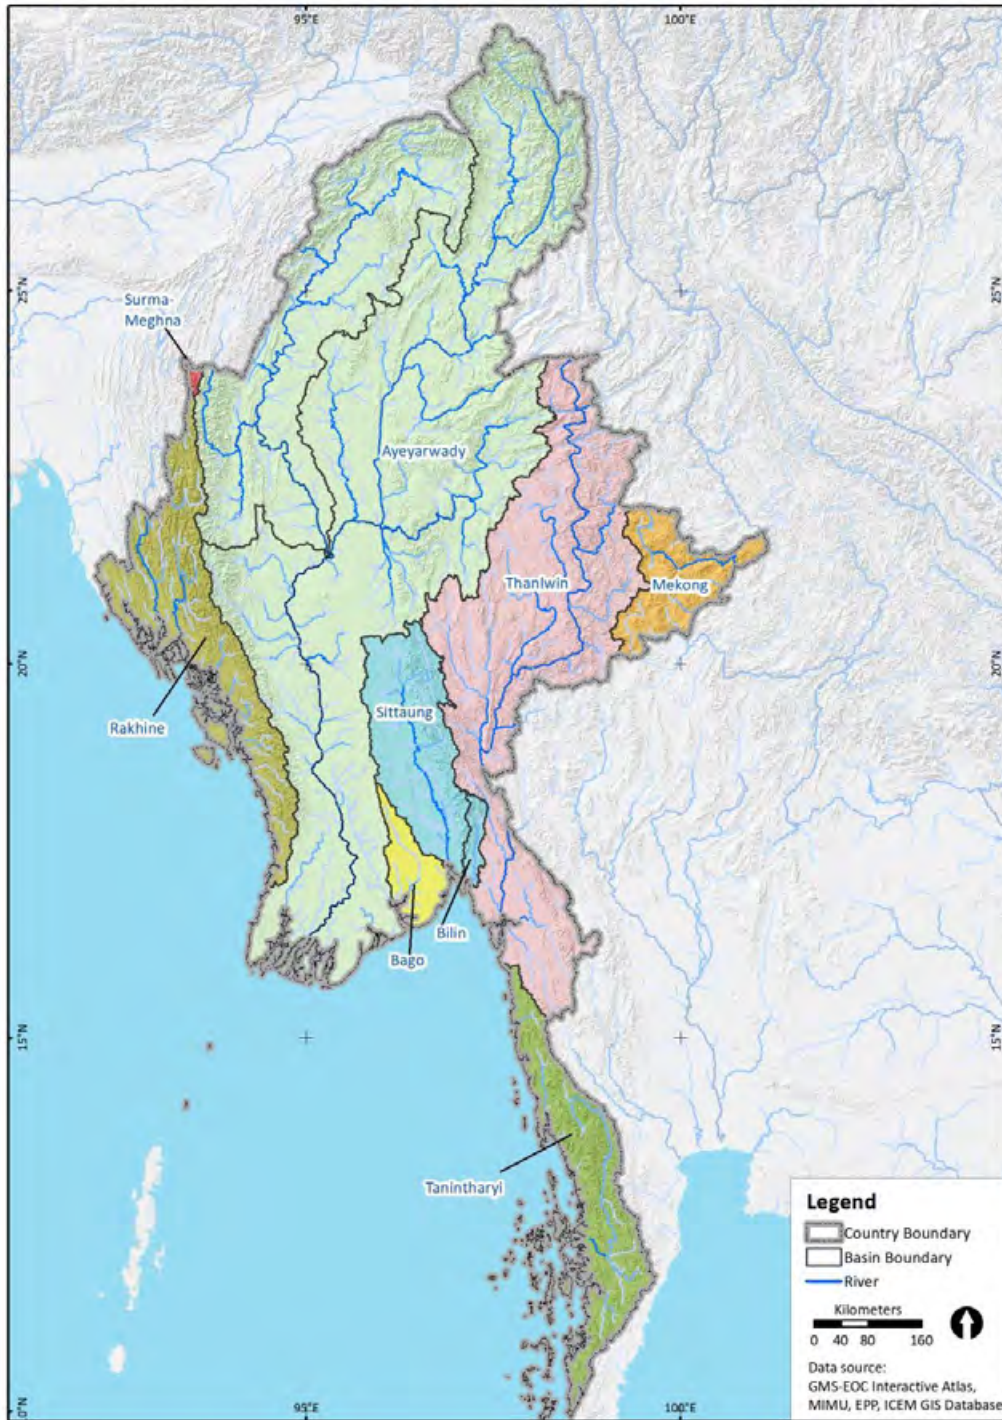 95°E
100°E
25°N
25°N
Surma-
Meghna
Ayeyarwady
Thanlwin
Mekong
20°N
20°N
Sittaung
Rakhine
Bilin
Bago
15°N
15°N
Tanintharyi
Legend
Country Boundary
Basin Boundary
River
Kilometers
0 40 80 160
Data source:
GMS-EOC Interactive Atlas,
MIMU, EPP, ICEM GIS Database
0°N
95°E
100°E